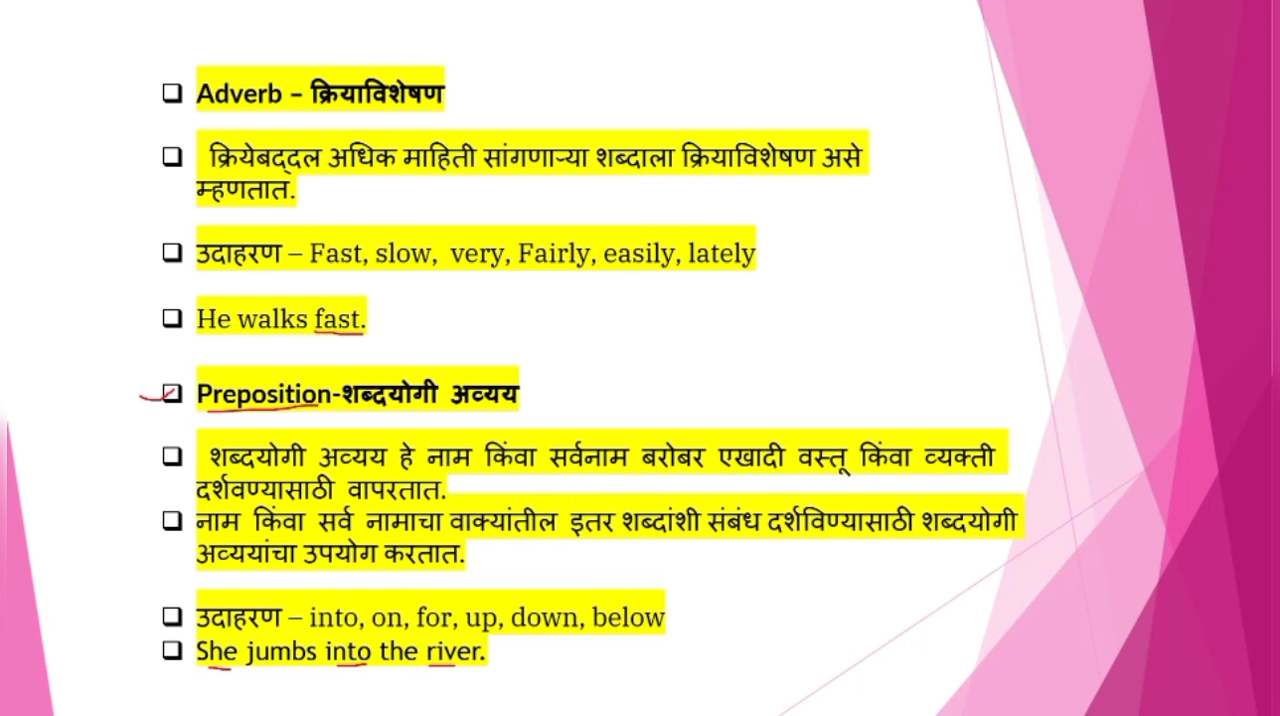 Adverb – क्रियाविशेषण
क्रियेबद्दल अधिक माहिती सांगणाऱ्या शब्दाला क्रियाविशेषण असे
म्हणतात.
उदाहरण – Fast, slow, very, Fairly, easily, lately
He walks fast.
Preposition-शब्दयोगी अव्यय
शब्दयोगी अव्यय हे नाम किंवा सर्वनाम बरोबर एखादी वस्तू किंवा व्यक्ती
दर्शवण्यासाठी वापरतात.
नाम किंवा सर्व नामाचा वाक्यांतील इतर शब्दांशी संबंध दर्शविण्यासाठी शब्दयोगी
अव्ययांचा उपयोग करतात.
उदाहरण – into, on, for, up, down, below
She jumbs into the river.